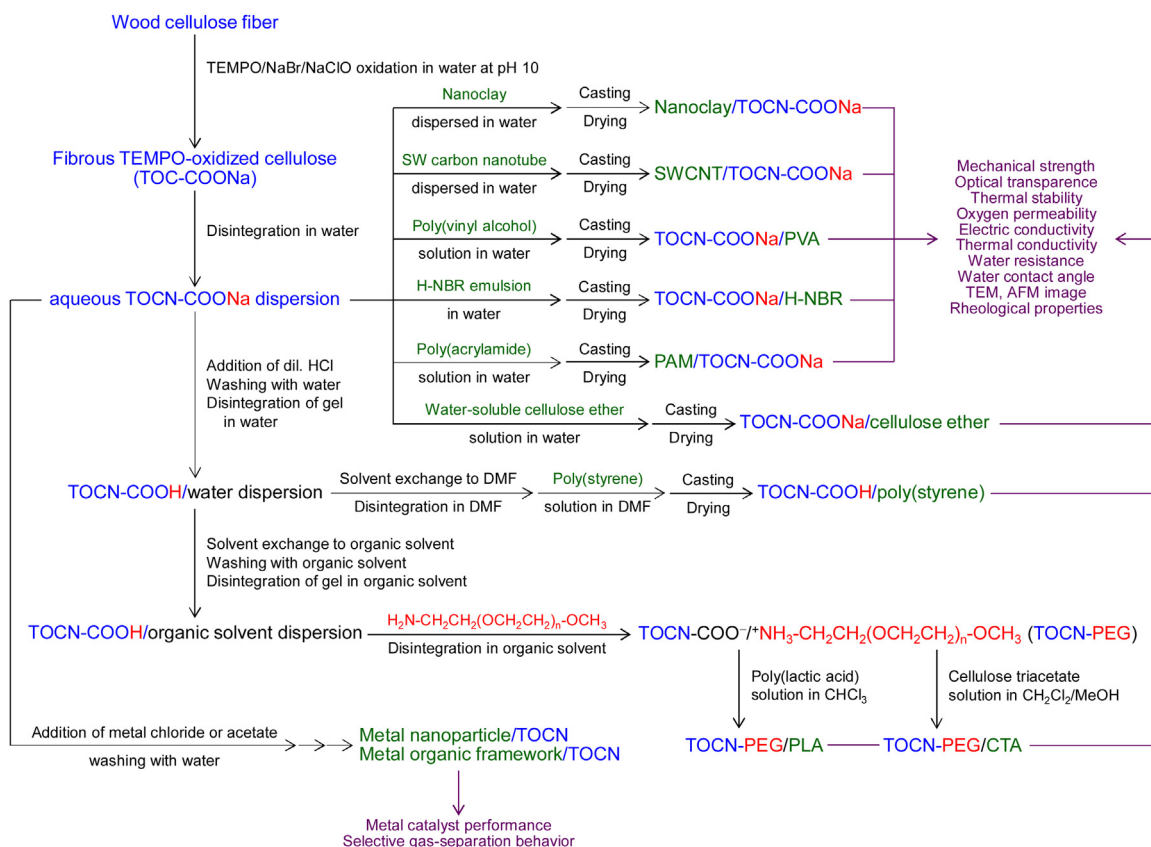 Wood cellulose fiber
TEMPO/NaBr/NaClO oxidation in water at pH 10
Fibrous TEMPO-oxidized cellulose
(TOC-COONa)
Disintegration in water
aqueous TOCN-COONa dispersion
Nanoclay
dispersed in water
Casting
Drying
Nanoclay/TOCN-COONa
SW carbon nanotube
dispersed in water
Casting
Drying
SWCNT/TOCN-COONa
Poly(vinyl alcohol)
solution in water
Casting
Drying
TOCN-COONa/PVA
H-NBR emulsion
in water
Casting
Drying
TOCN-COONa/H-NBR
Poly(acrylamide)
solution in water
Casting
Drying
PAM/TOCN-COONa
Water-soluble cellulose ether
solution in water
Casting
Drying
TOCN-COONa/cellulose ether
Mechanical strength
Optical transparence
Thermal stability
Oxygen permeability
Electric conductivity
Thermal conductivity
Water resistance
Water contact angle
TEM, AFM image
Rheological properties
Addition of dil. HCl
Washing with water
Disintegration of gel
in water
TOCN-COOH/water dispersion
Solvent exchange to DMF
Disintegration in DMF
Poly(styrene)
solution in DMF
Casting
Drying
TOCN-COOH/poly(styrene)
Solvent exchange to organic solvent
Washing with organic solvent
Disintegration of gel in organic solvent
TOCN-COOH/organic solvent dispersion
H₂N-CH₂CH₂(OCH₂CH₂)ₙ-OCH₃
Disintegration in organic solvent
TOCN-COO⁻/⁺NH₃-CH₂CH₂(OCH₂CH₂)ₙ-OCH₃ (TOCN-PEG)
Poly(lactic acid)
solution in CHCl₃
Cellulose triacetate
solution in CH₂Cl₂/MeOH
TOCN-PEG/PLA
TOCN-PEG/CTA
Addition of metal chloride or acetate
washing with water
Metal nanoparticle/TOCN
Metal organic framework/TOCN
Metal catalyst performance
Selective gas-separation behavior